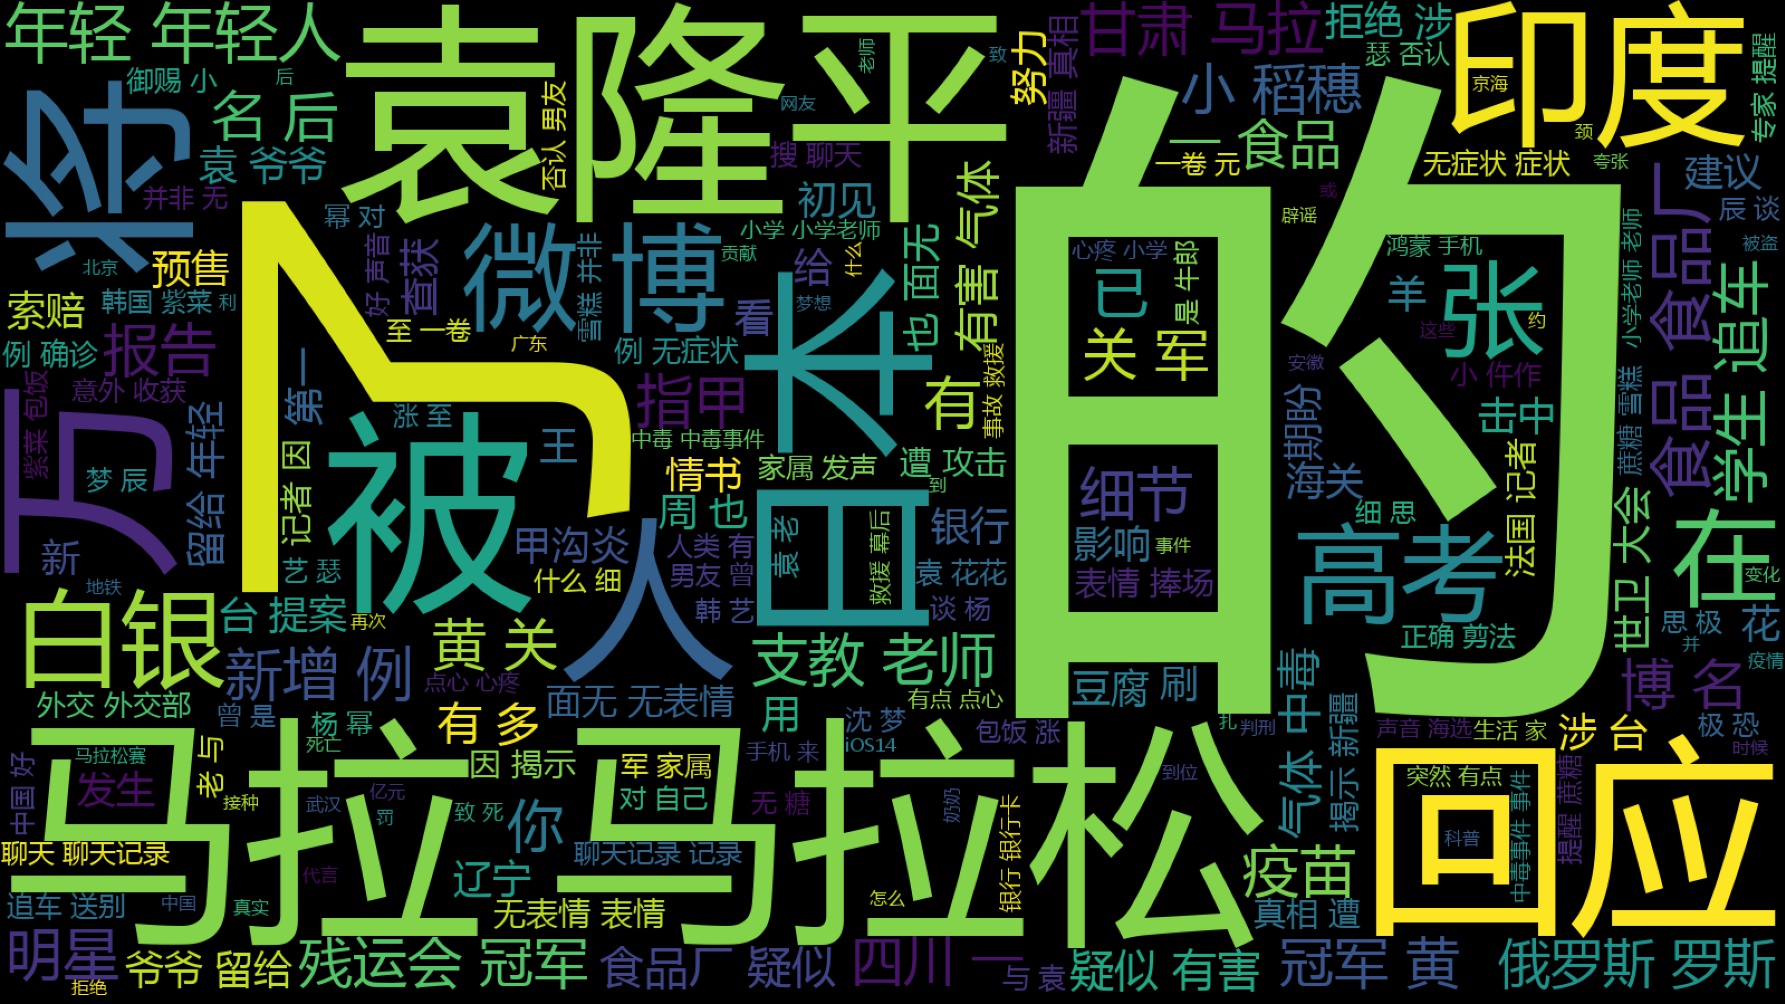 年轻 年轻人
袁隆平
老师
致
努力
新疆 真相
甘肃 马拉
拒绝 涉
瑟 否认
印度
京海
专家 提醒
将
御赐 小
后
名 后
袁 爷爷
并非 无
否认 男友
网友
搜 聊天
小 稻穗
一 食品
一卷 元
颈
无症状 症状
夸张
或
辟谣
食品厂
建议
辰 谈
被盗
北京
预售
韩国 紫菜
利
索赔
例 确诊
报告
意外 收获
幂 对
好 声音
查获
微博
雪糕 并非
贡献
初见
小学 小学老师
给
什么
梦想
看
有害 气体
也 面无
至 一卷
广东
例 无症状
日本
的
心疼 小学
是 牛郎
已
关 军
鸿蒙 手机
羊
张
这些
约
安徽
小 仵作
小学老师 老师
食品 食品
学生 追车
万
紫菜 包饭
梦 辰
留给 年轻
第一
记者 因
人
涨 至
王
被
指甲
中毒 中毒事件
情书
家属 发声
周 也
有
事故 救援
遭 攻击
到
银行
袁 花花
谈 杨
袁 老
救援 幕后
细节
影响
事件
表情 捧场
期盼
海关
击中
细 思
法国 记者
高考
正确 剪法
蔗糖 雪糕
世卫 大会
在
变化
思 极
并
花
疫情
新
地铁
艺 瑟
甲沟炎
什么 细
人类 有
男友 曾
韩 艺
白银
台 提案
再次
黄 关
新增 例
点心 心疼
面无 无表情
支教 老师
有点 点心
豆腐 刷
气体 中毒
揭示 新疆
博 名
外交 外交部
曾 是
杨 幂
有 多
用
沈 梦
iOS14
包饭 涨
扎
判刑
声音 海选
生活 家
涉 台
极 恐
时候
中国 好
马拉松赛
发生
老 与
死亡
因 揭示
军 家属
对 自己
手机 来
无 糖
到位
回应
突然 有点
科普
中毒事件 事件
提醒 蔗糖
马拉 马拉松
接种
武汉
亿元
罚
致 死
你
奶奶
银行 银行卡
聊天 聊天记录
聊天记录 记录
代言
辽宁
疫苗
追车 送别
中国
真实
无表情 表情
怎么
真相 遭
明星
拒绝
爷爷 留给
残运会 冠军
食品厂 疑似
四川 一
与 袁
疑似 有害
冠军 黄
俄罗斯 罗斯